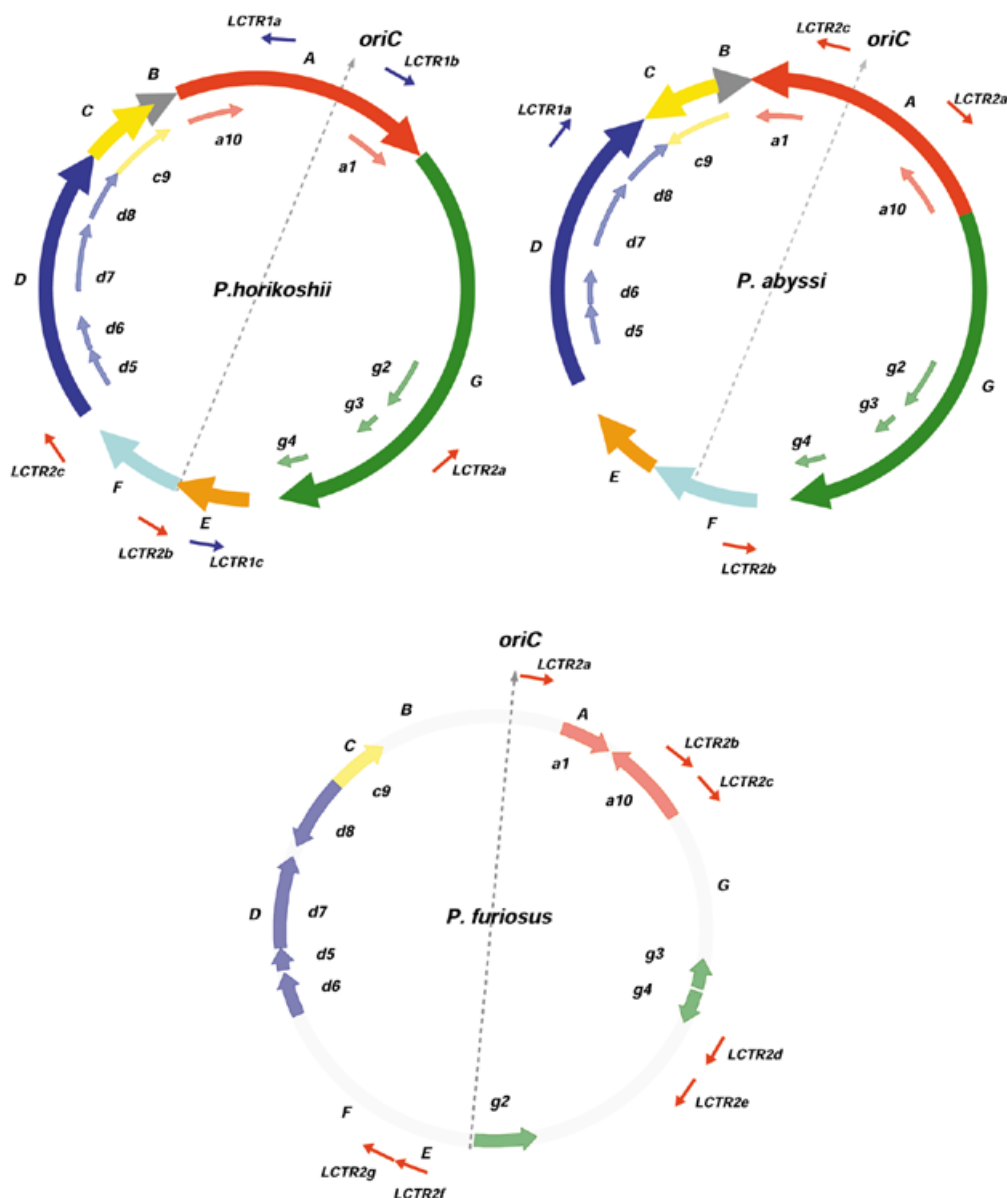 LCTR1a
oriC
A
LCTR1b
B
C
a10
a1
c9
d8
D
d7
P.horikoshii
d6
d5
g2
G
g3
g4
LCTR2c
LCTR2a
F
E
LCTR2b
LCTR1c
LCTR2c
oriC
B
C
A
LCTR2a
LCTR1a
a1
c9
d8
a10
D
d7
P. abyssi
d6
d5
g2
G
g3
g4
E
F
LCTR2b
oriC
LCTR2a
B
A
C
a1
LCTR2b
LCTR2c
c9
a10
d8
G
D
d7
P. furiosus
d5
g3
d6
g4
LCTR2d
LCTR2e
g2
F
E
LCTR2g
LCTR2f